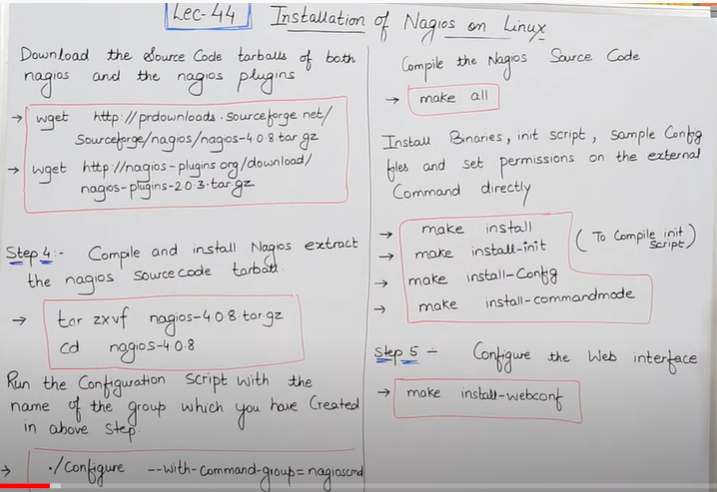 Lec-44 Installation of Nagios on Linux
Download the Source Code tarballs of both
nagios and the nagios plugins
→ wget http://prdownloads.sourceforge.net/
Sourceforge/nagios/nagios-4.0.8.tar.gz
→ wget http://nagios-plugins.org/download/
nagios-plugins-2.0.3.tar.gz
Step 4:- Compile and install Nagios extract
the nagios source code tarball.
→ tar zxvf nagios-4.0.8.tar.gz
cd nagios-4.0.8
Run the Configuration Script with the
name of the group which you have Created
in above step.
→ ./configure --with-command-group=nagioscmd
Compile the Nagios Source Code
→ make all
Install Binaries, init script, sample Config
files and set permissions on the external
Command directly
→ make install
→ make install-init (To Compile init Script)
→ make install-Config
→ make install-commandmode
Step 5 - Configure the Web interface
→ make install-webconf